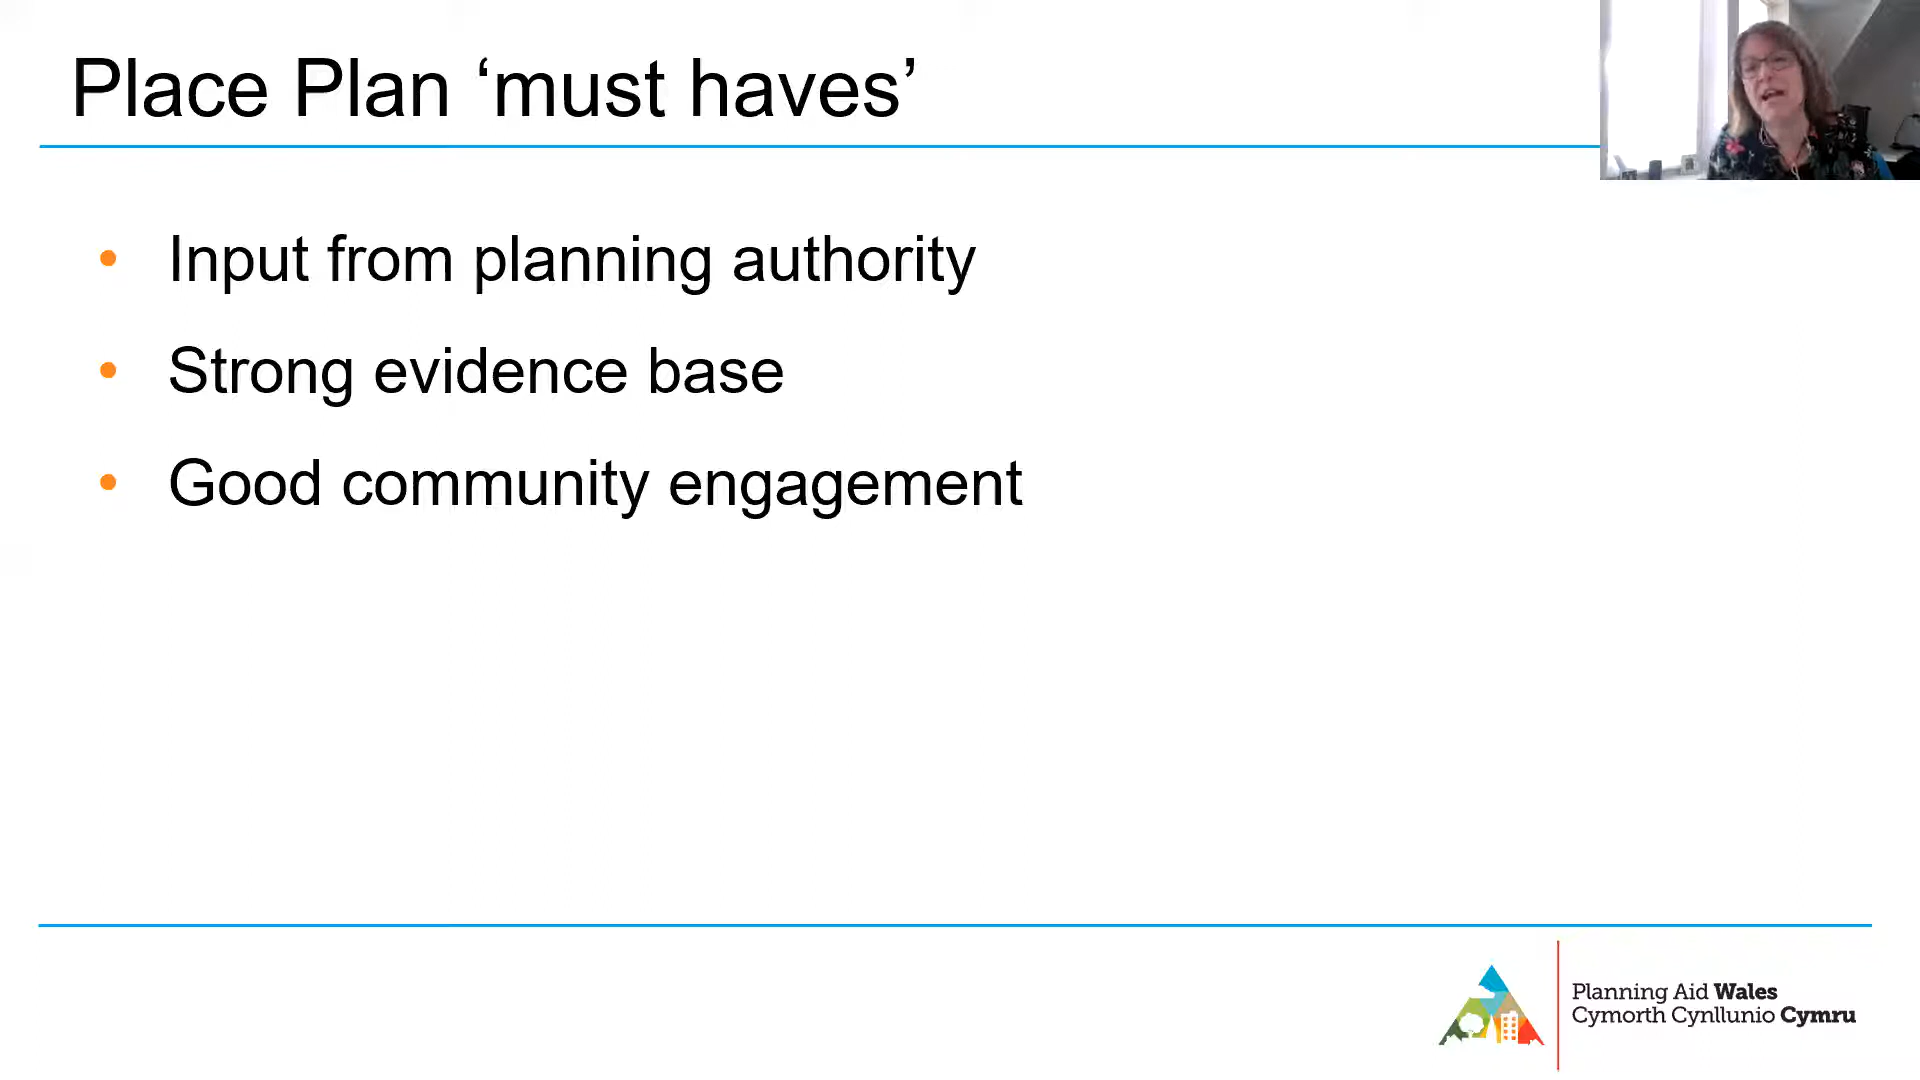 Place Plan ‘must haves’
• Input from planning authority
• Strong evidence base
• Good community engagement
Planning Aid Wales
Cymorth Cynllunio Cymru